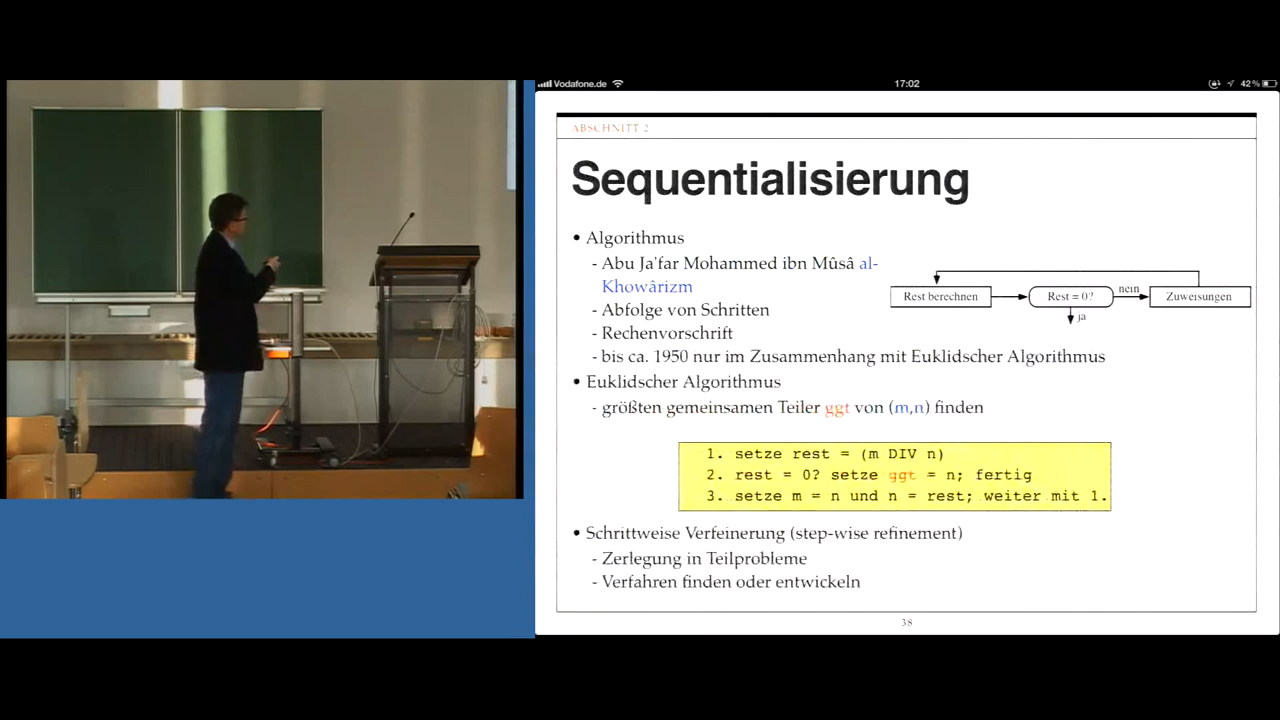 Vodafone.de
17:02
42%
ABSCHNITT 2
Sequentialisierung
• Algorithmus
- Abu Ja'far Mohammed ibn Mûsâ al-
Khowârizm
- Abfolge von Schritten
- Rechenvorschrift
- bis ca. 1950 nur im Zusammenhang mit Euklidscher Algorithmus
Rest berechnen
Rest = 0?
nein
Zuweisungen
ja
• Euklidscher Algorithmus
- größten gemeinsamen Teiler ggt von (m,n) finden
1. setze rest = (m DIV n)
2. rest = 0? setze ggt = n; fertig
3. setze m = n und n = rest; weiter mit 1.
• Schrittweise Verfeinerung (step-wise refinement)
- Zerlegung in Teilprobleme
- Verfahren finden oder entwickeln
38